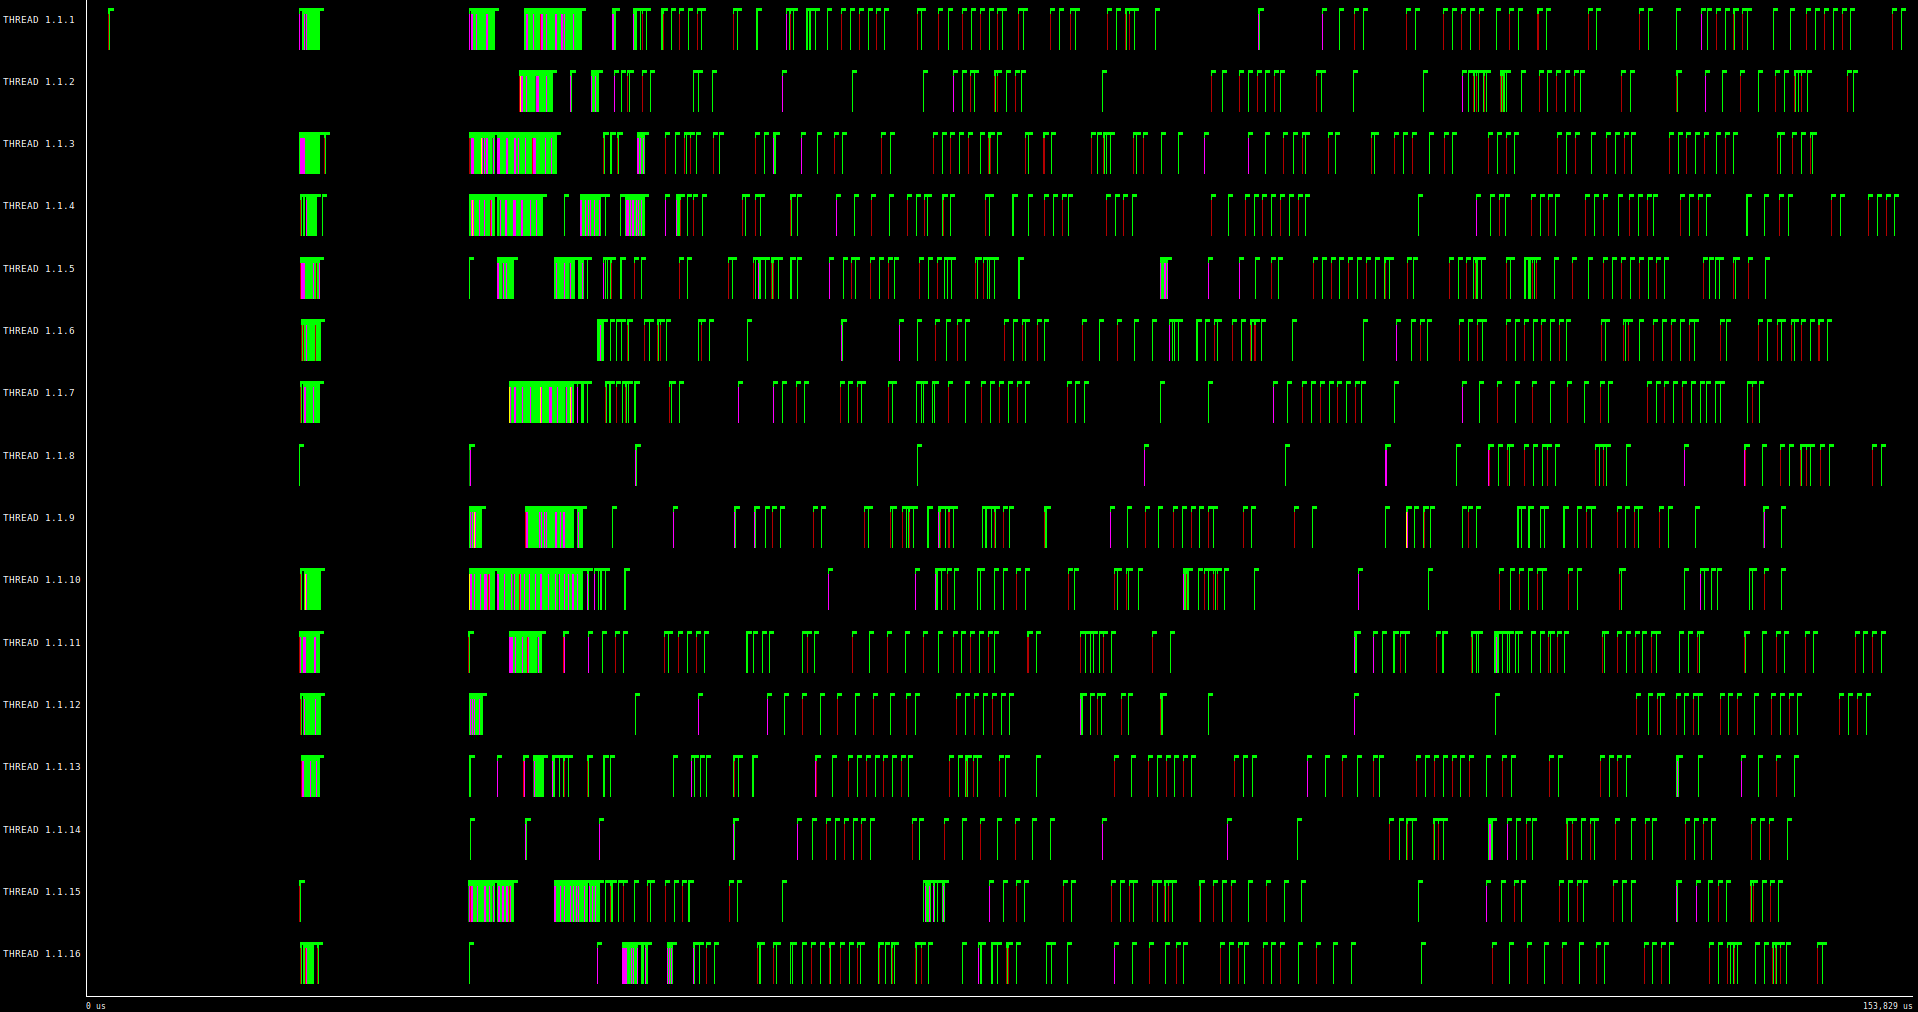 THREAD 1.1.1
THREAD 1.1.2
THREAD 1.1.3
THREAD 1.1.4
THREAD 1.1.5
THREAD 1.1.6
THREAD 1.1.7
THREAD 1.1.8
THREAD 1.1.9
THREAD 1.1.10
THREAD 1.1.11
THREAD 1.1.12
THREAD 1.1.13
THREAD 1.1.14
THREAD 1.1.15
THREAD 1.1.16
0 us
153,829 us